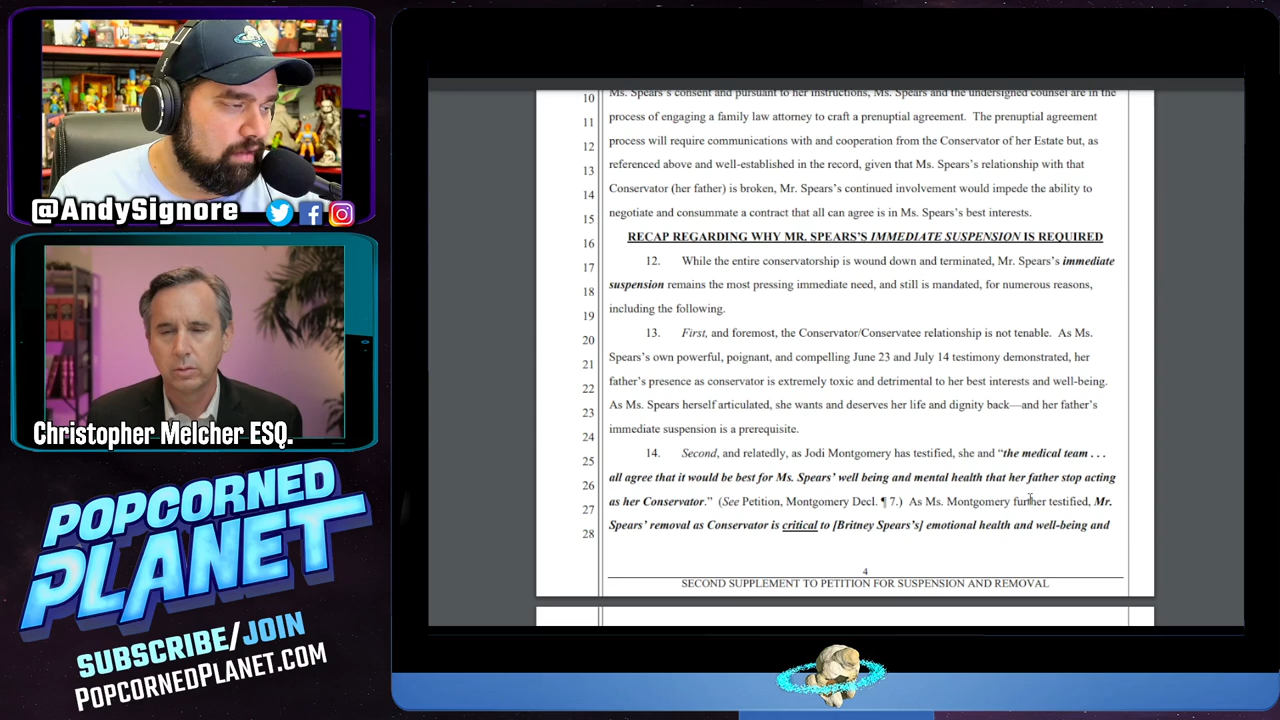 @AndySignore
Christopher Melcher ESQ.
POPCORNED
PLANET
SUBSCRIBE/JOIN
POPCORNEDPLANET.COM
10 Ms. Spears's consent and pursuant to her instructions, Ms. Spears and the undersigned counsel are in the
11 process of engaging a family law attorney to craft a prenuptial agreement. The prenuptial agreement
12 process will require communications with and cooperation from the Conservator of her Estate but, as
13 referenced above and well-established in the record, given that Ms. Spears's relationship with that
14 Conservator (her father) is broken, Mr. Spears's continued involvement would impede the ability to
15 negotiate and consummate a contract that all can agree is in Ms. Spears's best interests.
16 RECAP REGARDING WHY MR. SPEARS'S IMMEDIATE SUSPENSION IS REQUIRED
17 12. While the entire conservatorship is wound down and terminated, Mr. Spears's immediate
18 suspension remains the most pressing immediate need, and still is mandated, for numerous reasons,
19 including the following.
20 13. First, and foremost, the Conservator/Conservatee relationship is not tenable. As Ms.
21 Spears's own powerful, poignant, and compelling June 23 and July 14 testimony demonstrated, her
22 father's presence as conservator is extremely toxic and detrimental to her best interests and well-being.
23 As Ms. Spears herself articulated, she wants and deserves her life and dignity back—and her father's
24 immediate suspension is a prerequisite.
25 14. Second, and relatedly, as Jodi Montgomery has testified, she and "the medical team . . .
26 all agree that it would be best for Ms. Spears' well being and mental health that her father stop acting
27 as her Conservator." (See Petition, Montgomery Decl. ¶ 7.) As Ms. Montgomery further testified, Mr.
28 Spears' removal as Conservator is critical to [Britney Spears's] emotional health and well-being and
4
SECOND SUPPLEMENT TO PETITION FOR SUSPENSION AND REMOVAL